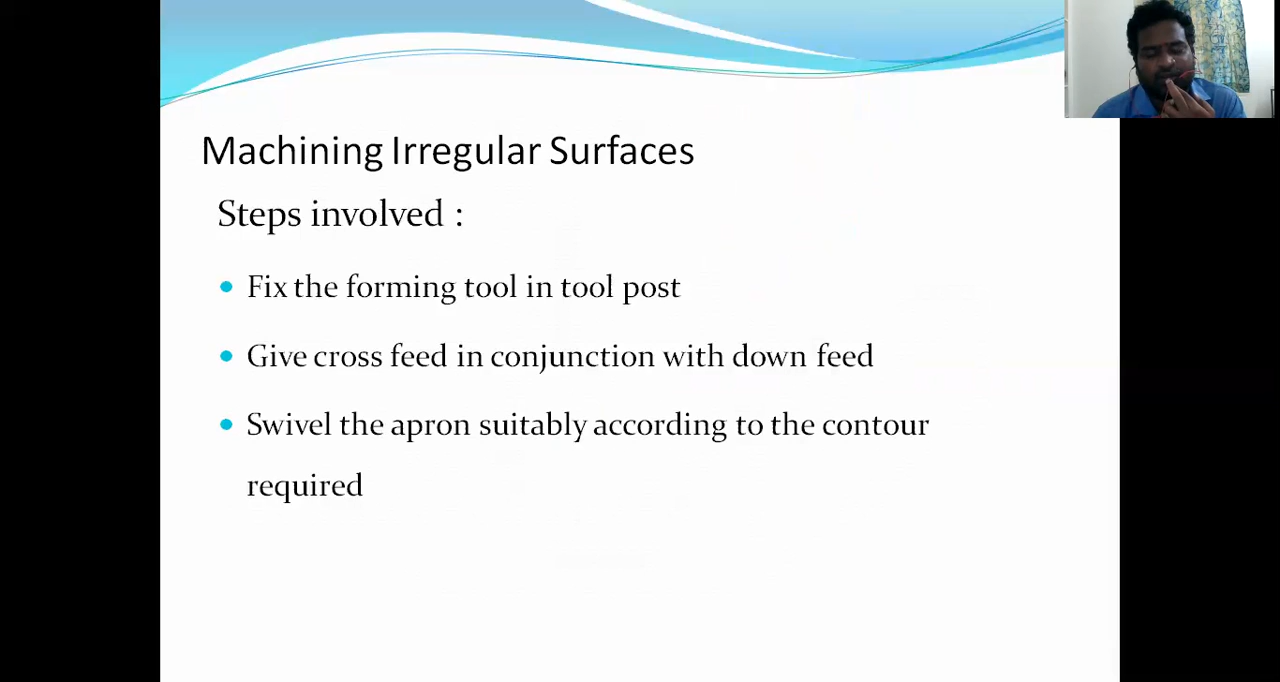 Machining Irregular Surfaces
Steps involved :
Fix the forming tool in tool post
Give cross feed in conjunction with down feed
Swivel the apron suitably according to the contour
required